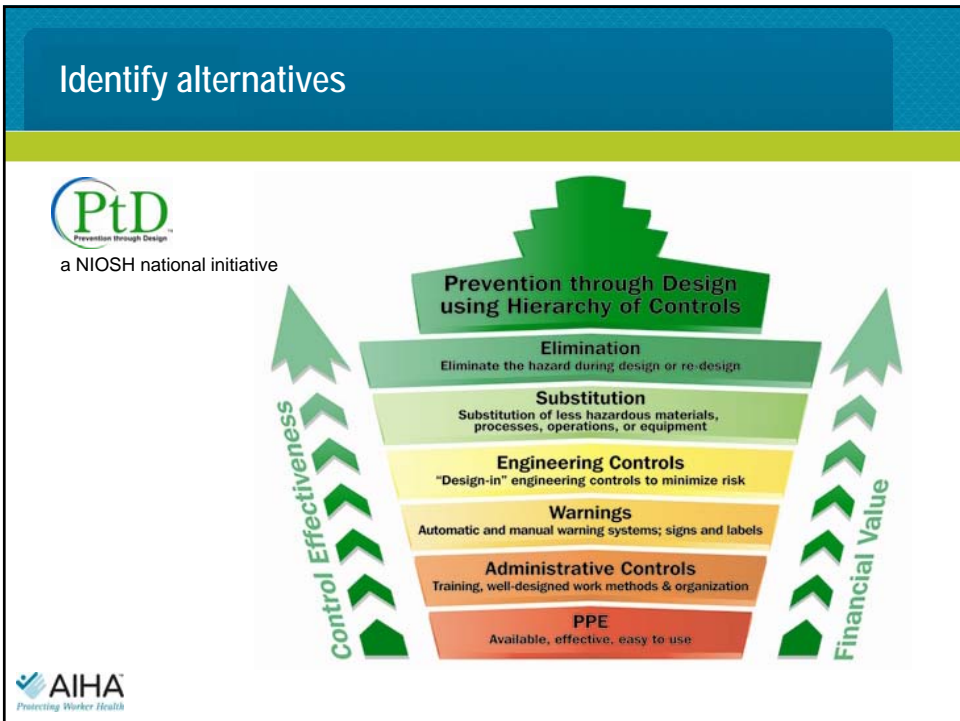 Identify alternatives
PtD™
Prevention through Design
a NIOSH national initiative
Prevention through Design
using Hierarchy of Controls
Elimination
Eliminate the hazard during design or re-design
Substitution
Substitution of less hazardous materials,
processes, operations, or equipment
Engineering Controls
"Design-in" engineering controls to minimize risk
Warnings
Automatic and manual warning systems; signs and labels
Administrative Controls
Training, well-designed work methods & organization
PPE
Available, effective, easy to use
Control Effectiveness
Financial Value
AIHA
Protecting Worker Health